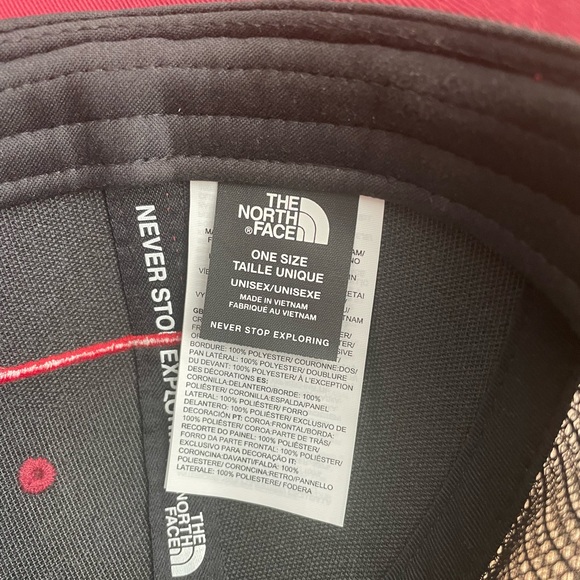 THE
NORTH
®FACE
ONE SIZE
TAILLE UNIQUE
UNISEX/UNISEXE
MADE IN VIETNAM
FABRIQUÉ AU VIETNAM
NEVER STOP EXPLORING
BORDURE: 100% POLYESTER/ COURONNE:DOS/
PAN LATÉRAL: 100% POLYESTER/ DOUBLURE
DU DEVANT: 100% POLYESTER/ À L'EXCEPTION
DES DÉCORATIONS ES:
CORONILLA:DELANTERO/BORDE: 100%
POLIÉSTER/ CORONILLA:ESPALDA/PANEL
LATERAL: 100% POLIÉSTER/ FORRO
DELANTERO: 100% POLIÉSTER/ EXCLUSIVO DE
DECORACIÓN PT: COROA:FRONTAL/BORDA:
100% POLIÉSTER/ COROA:PARTE DE TRÁS/
RECORTE DO PAINEL: 100% POLIÉSTER/
FORRO DA PARTE FRONTAL: 100% POLIÉSTER/
EXCLUSIVO PARA DECORAÇÃO IT:
CORONCINA:DAVANTI/FALDA: 100%
POLIESTERE/ CORONCINA:RETRO/PANNELLO
LATERALE: 100% POLIESTERE/ FODERA
NEVER STOP EXPLORING
THE
NORTH
FACE